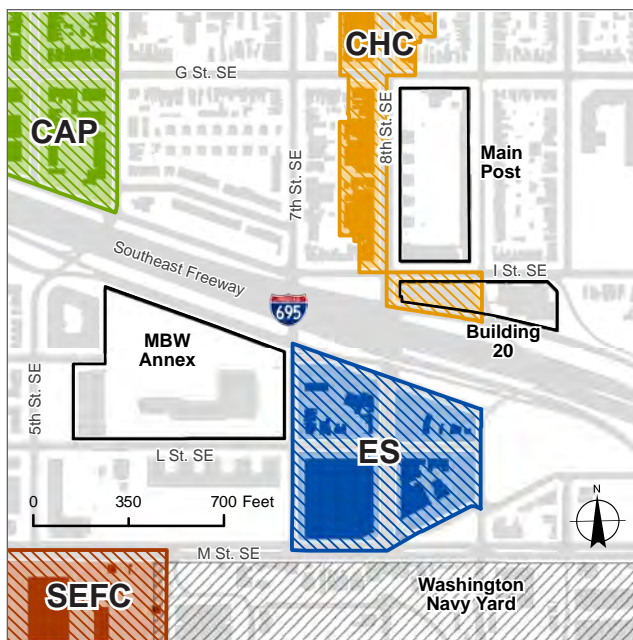 CHC
G St. SE
CAP
8th St. SE
Main
Post
7th St. SE
Southeast Freeway
I St. SE
695
MBW
Annex
Building
20
5th St. SE
ES
L St. SE
0 350 700 Feet
N
M St. SE
SEFC
Washington
Navy Yard